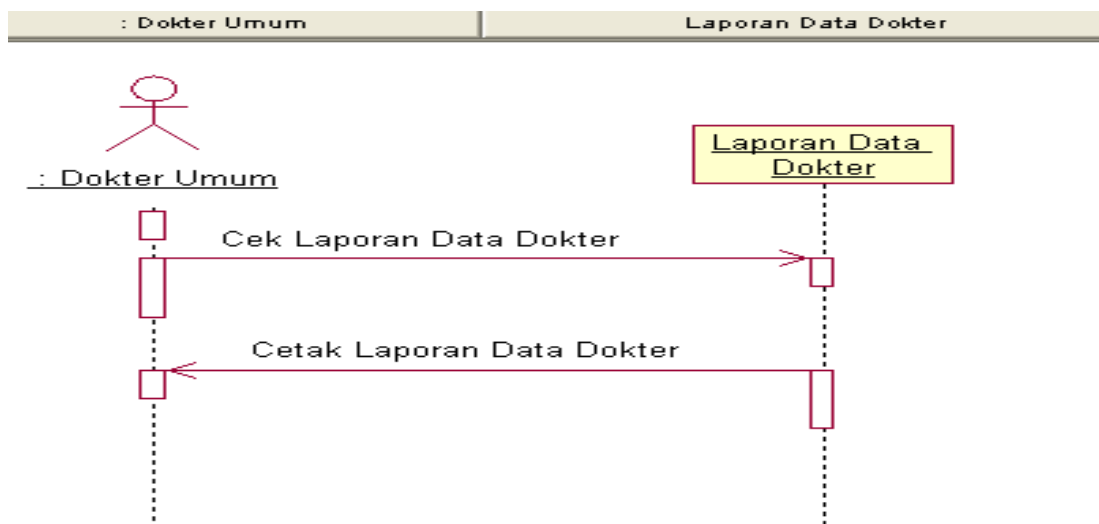 : Dokter Umum
Laporan Data Dokter
Laporan Data
Dokter
: Dokter Umum
Cek Laporan Data Dokter
Cetak Laporan Data Dokter